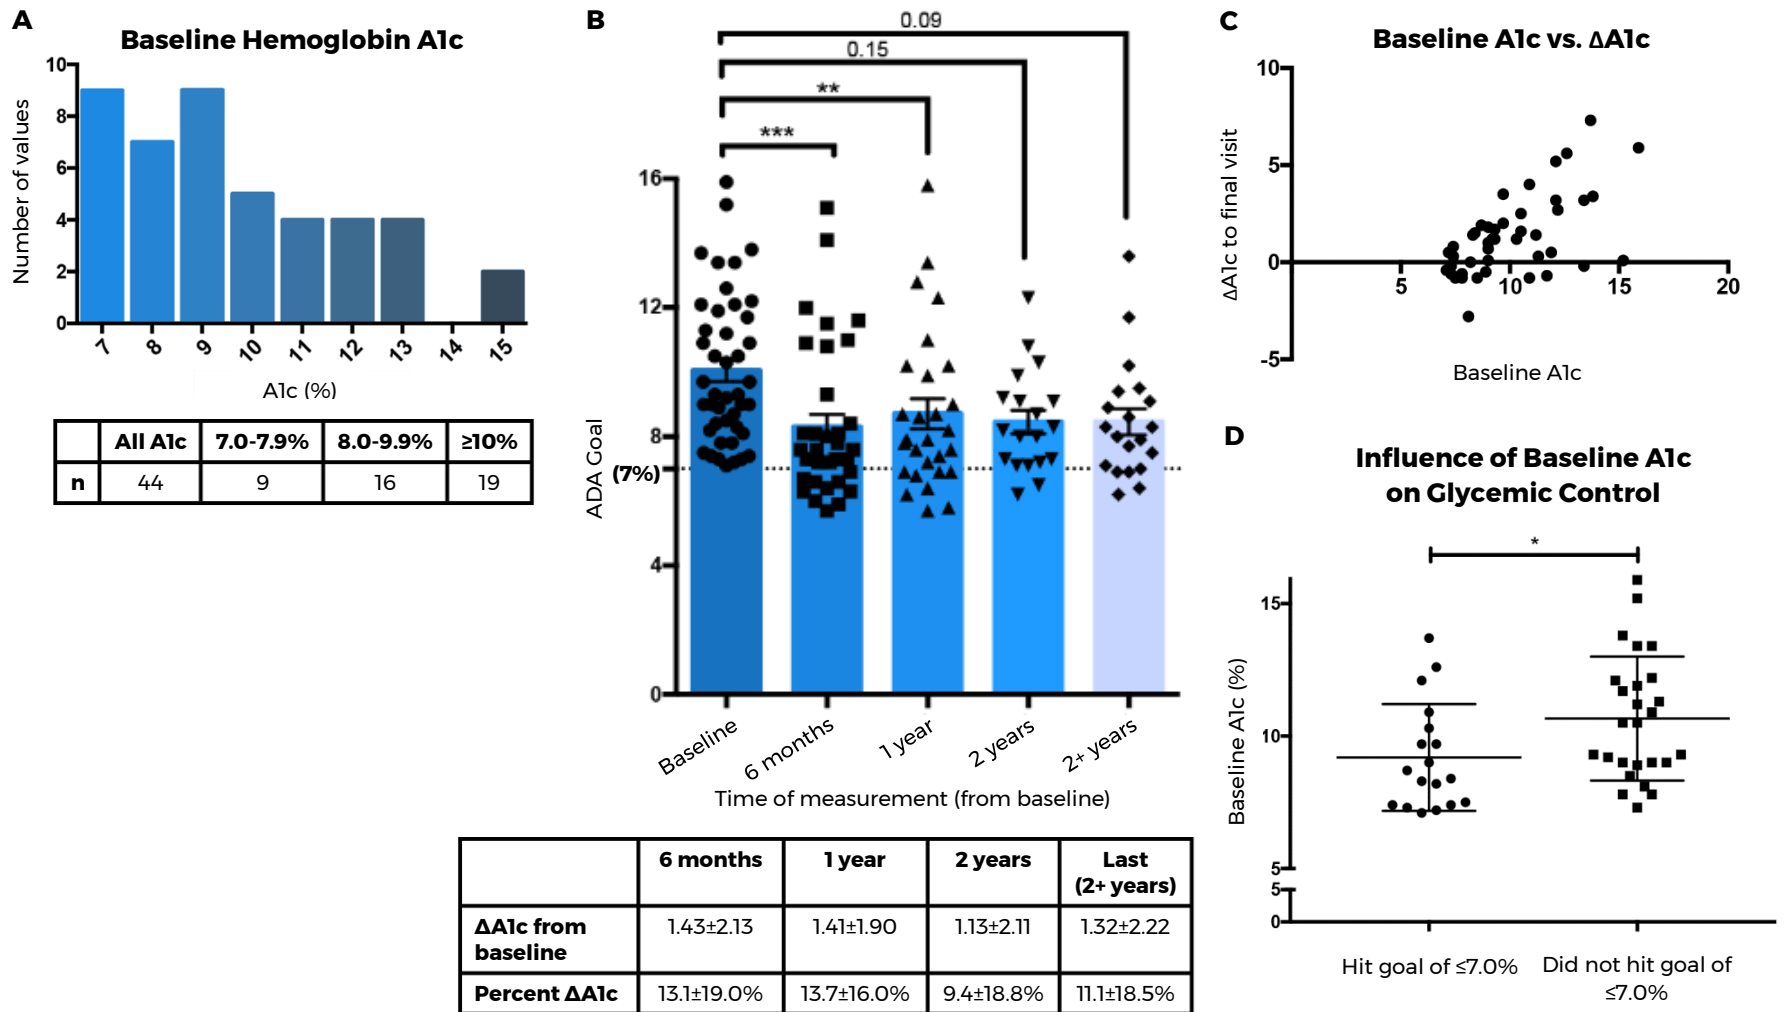 A
Baseline Hemoglobin A1c
Number of values
10
8
6
4
2
0
7 8 9 10 11 12 13 14 15
A1c (%)
All A1c 7.0-7.9% 8.0-9.9% ≥10%
n 44 9 16 19
B
0.09
0.15
**
***
ADA Goal
16
12
8
(7%)
4
0
Baseline 6 months 1 year 2 years 2+ years
Time of measurement (from baseline)
6 months 1 year 2 years Last
(2+ years)
ΔA1c from
baseline
1.43±2.13 1.41±1.90 1.13±2.11 1.32±2.22
Percent ΔA1c 13.1±19.0% 13.7±16.0% 9.4±18.8% 11.1±18.5%
C
Baseline A1c vs. ΔA1c
ΔA1c to final visit
10
5
0
-5
5 10 15 20
Baseline A1c
D
Influence of Baseline A1c
on Glycemic Control
*
Baseline A1c (%)
15
10
5
5
0
Hit goal of ≤7.0%
Did not hit goal of
≤7.0%